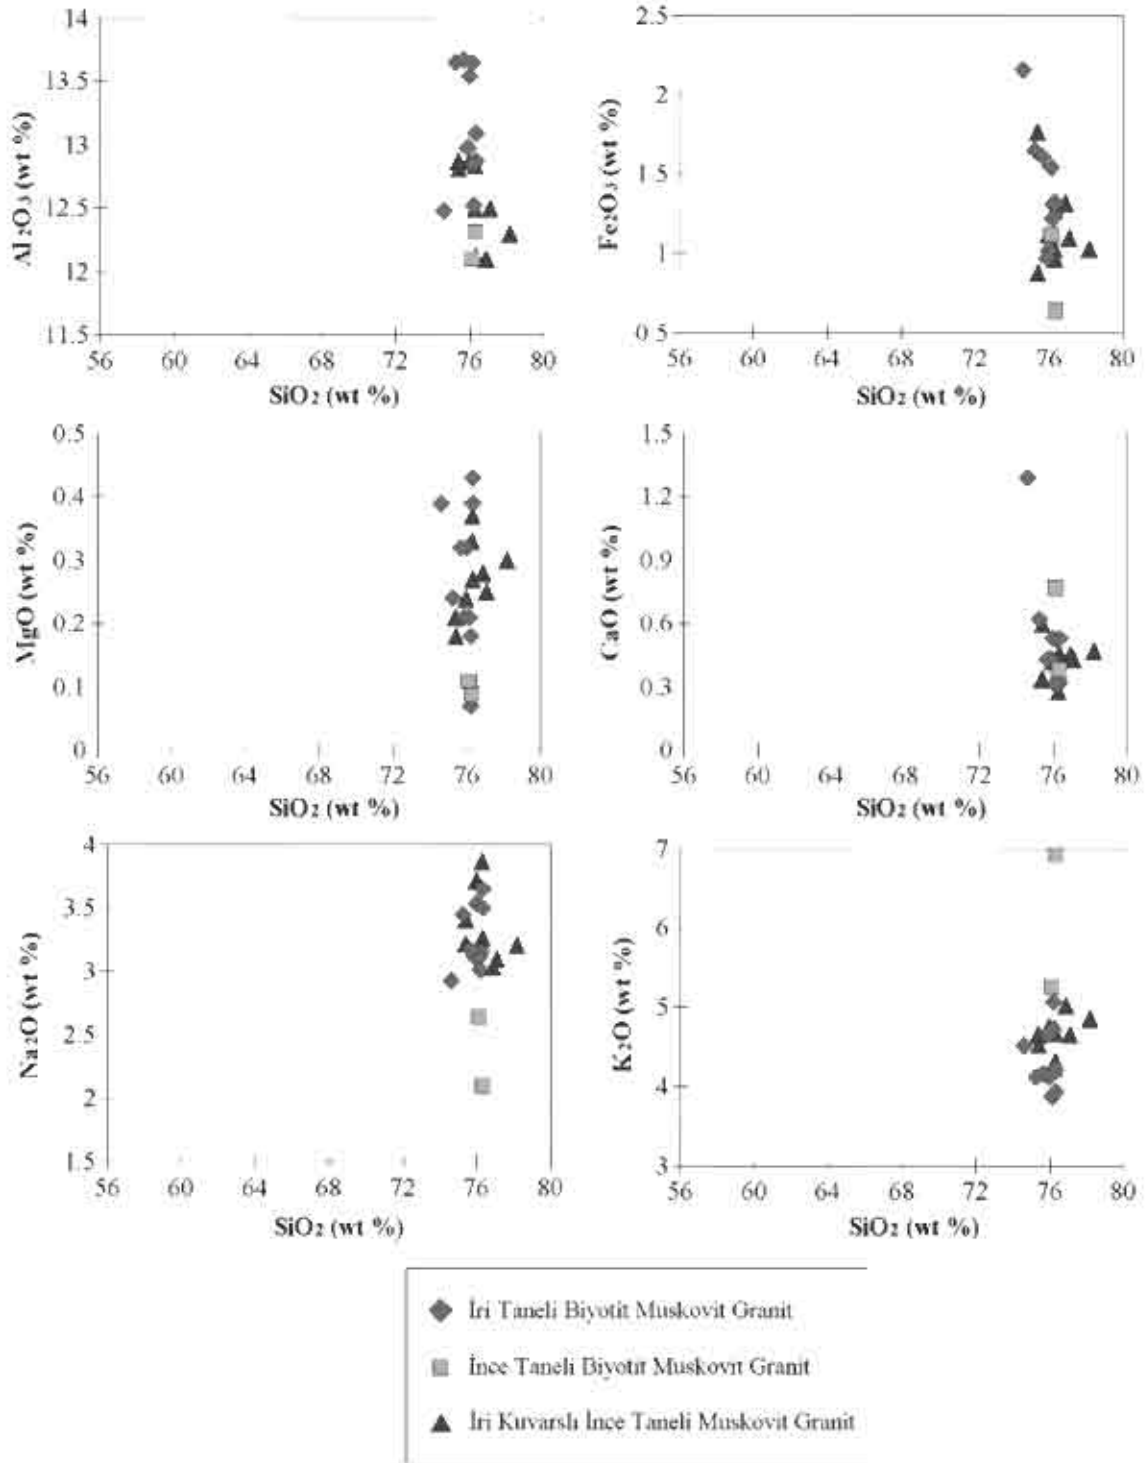 14
13.5
13
12.5
12
11.5
Al2O3 (wt %)
56 60 64 68 72 76 80
SiO2 (wt %)
2.5
2
1 5
1
0 5
Fe2O3 (wt %)
56 60 64 68 72 76 80
SiO2 (wt %)
0.5
0.4
0.3
0.2
0.1
0
MgO (wt %)
56 60 64 68 72 76 80
SiO2 (wt %)
1.5
1.2
0.9
0.6
0.3
0
CaO (wt %)
56 60 64 68 72 76 80
SiO2 (wt %)
4
3.5
3
2.5
2
1.5
Na2O (wt %)
56 60 64 68 72 76 80
SiO2 (wt %)
7
6
5
4
3
K2O (wt %)
56 60 64 68 72 76 80
SiO2 (wt %)
İri Taneli Biyotit Muskovit Granit
İnce Taneli Biyotit Muskovit Granit
İri Kuvarslı İnce Taneli Muskovit Granit